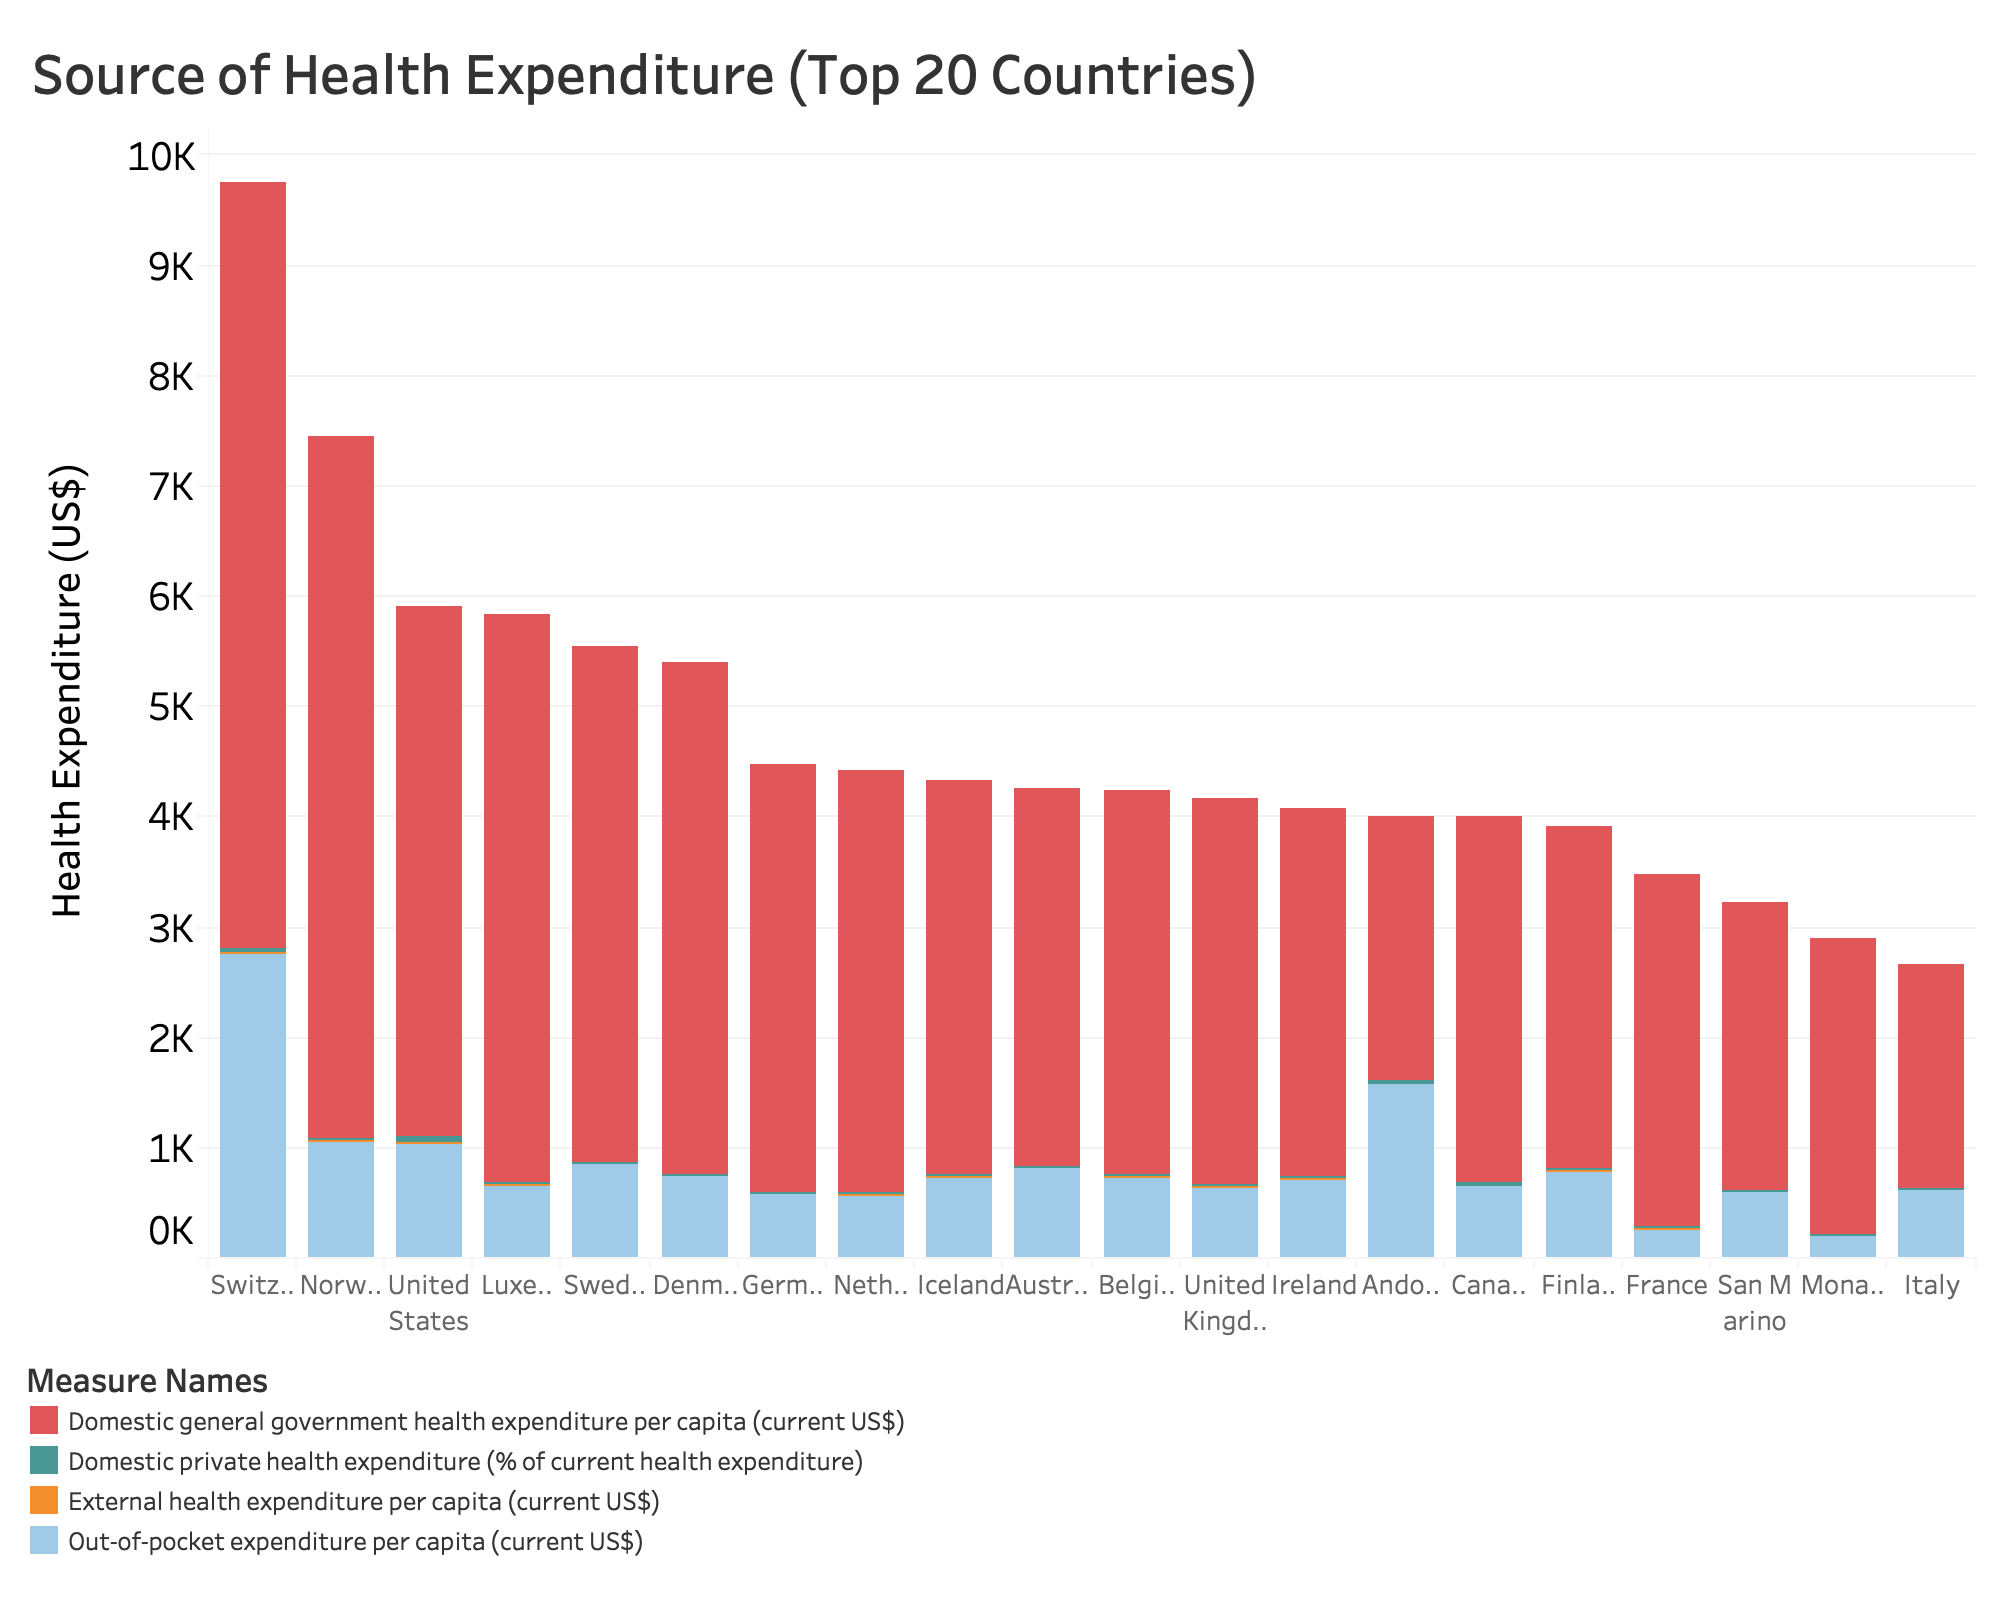 Source of Health Expenditure (Top 20 Countries)
Health Expenditure (US$)
10K
9K
8K
7K
6K
5K
4K
3K
2K
1K
0K
Switz.. Norw.. United States Luxe.. Swed.. Denm.. Germ.. Neth.. Iceland Austr.. Belgi.. United Kingd.. Ireland Ando.. Cana.. Finla.. France San M arino Mona.. Italy
Measure Names
Domestic general government health expenditure per capita (current US$)
Domestic private health expenditure (% of current health expenditure)
External health expenditure per capita (current US$)
Out-of-pocket expenditure per capita (current US$)